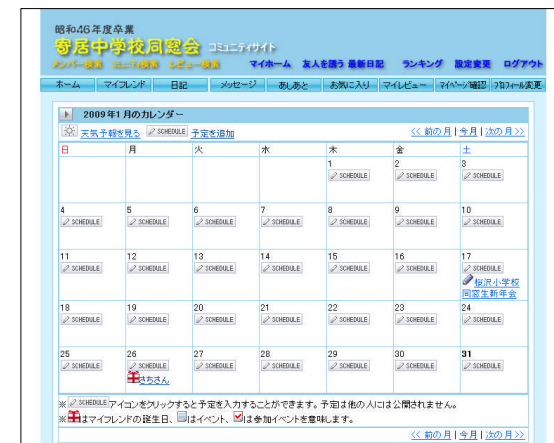 昭和46年度卒業
寄居中学校同窓会 コミュニティサイト
メンバー検索 コミュニティ検索 レビュー検索 マイホーム 友人を誘う 最新日記 ランキング 設定変更 ログアウト
ホーム マイフレンド 日記 メッセージ あしあと お気に入り マイレビュー マイページ確認 プロフィール変更
2009年1月のカレンダー
天気予報を見る SCHEDULE 予定を追加 << 前の月 | 今月 | 次の月 >>
日 月 火 水 木 金 土
1 2 3
SCHEDULE SCHEDULE SCHEDULE
4 5 6 7 8 9 10
SCHEDULE SCHEDULE SCHEDULE SCHEDULE SCHEDULE SCHEDULE SCHEDULE
11 12 13 14 15 16 17
SCHEDULE SCHEDULE SCHEDULE SCHEDULE SCHEDULE SCHEDULE SCHEDULE
桜沢小学校
同窓生新年会
18 19 20 21 22 23 24
SCHEDULE SCHEDULE SCHEDULE SCHEDULE SCHEDULE SCHEDULE SCHEDULE
25 26 27 28 29 30 31
SCHEDULE SCHEDULE SCHEDULE SCHEDULE SCHEDULE SCHEDULE SCHEDULE
さちさん
※ SCHEDULE アイコンをクリックすると予定を入力することができます。予定は他の人には公開されません。
※ はマイフレンドの誕生日、 はイベント、 は参加イベントを意味します。
<< 前の月 | 今月 | 次の月 >>